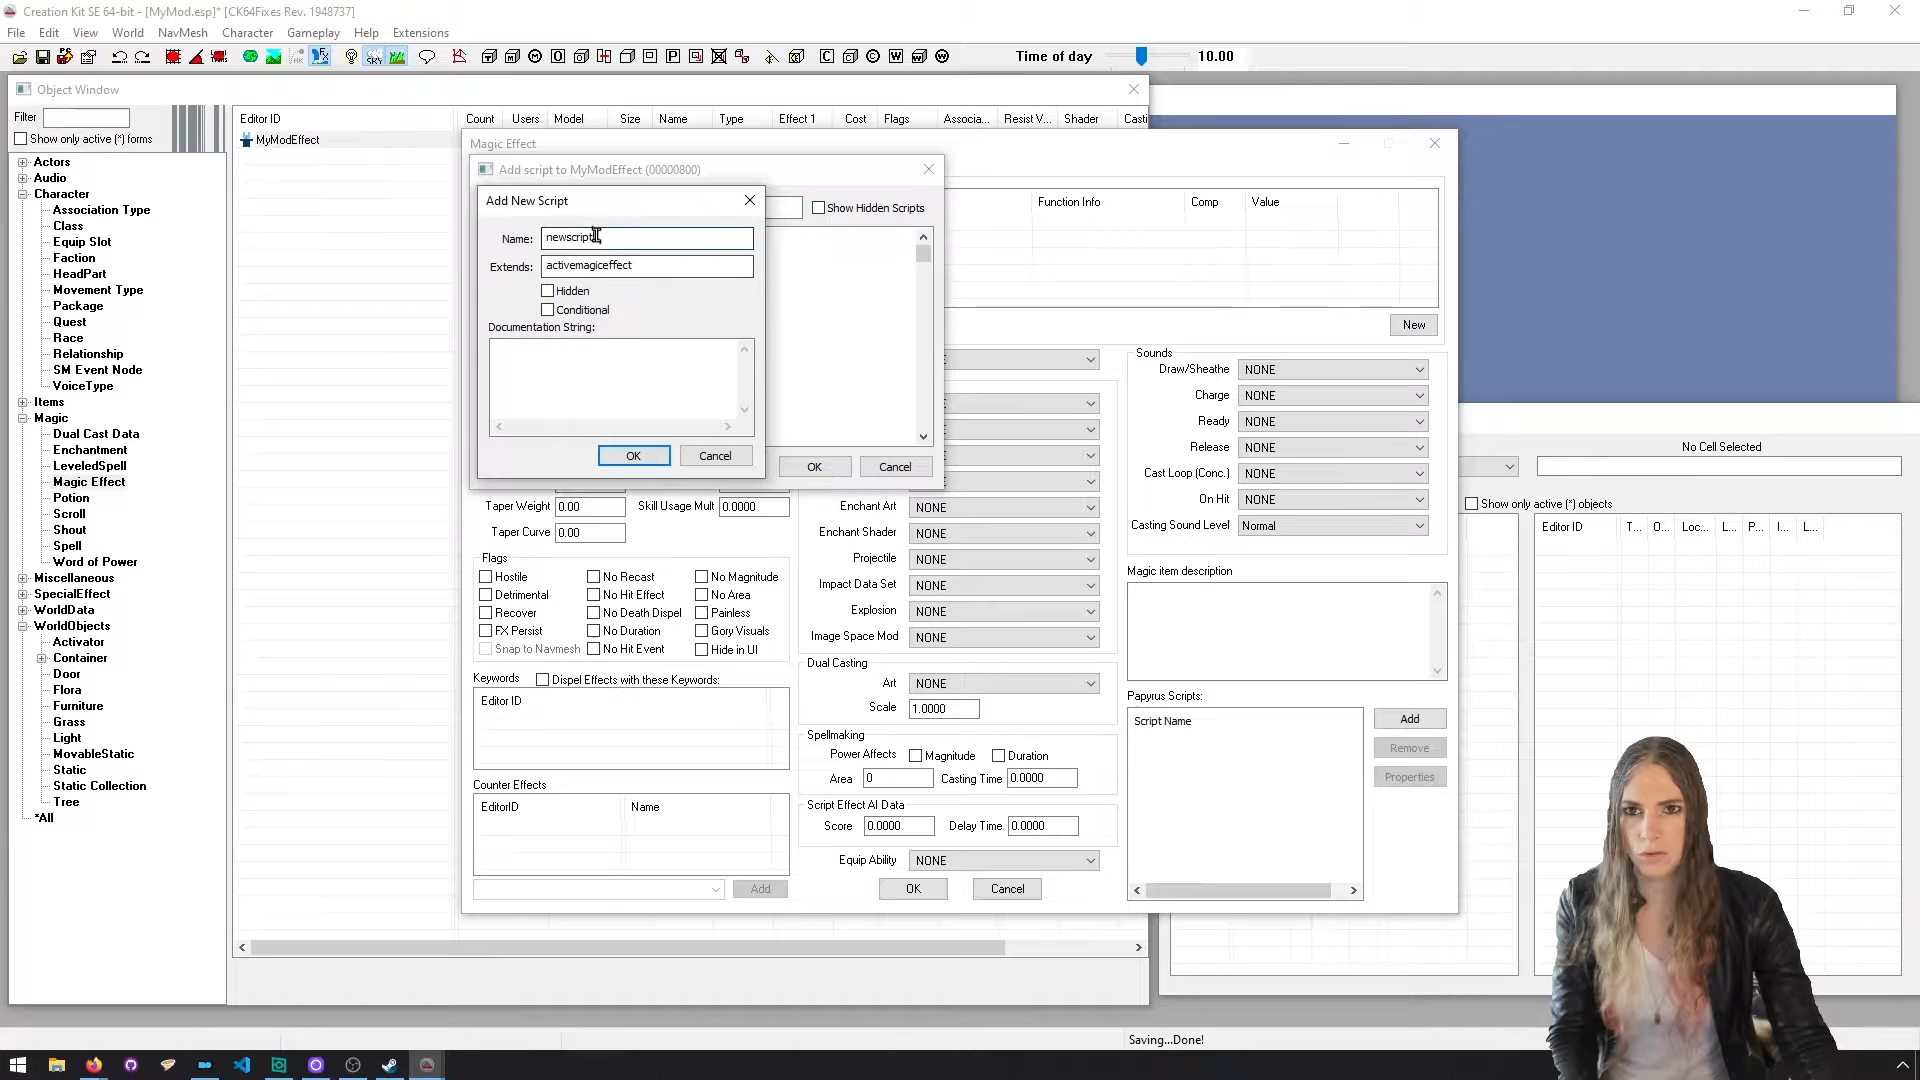 Creation Kit SE 64-bit - [MyMod.esp]* [CK64Fixes Rev. 1948737]
File Edit View World NavMesh Character Gameplay Help Extensions
Time of day 10.00
Object Window
Filter
Show only active (*) forms
Actors
Audio
Character
Association Type
Class
Equip Slot
Faction
HeadPart
Movement Type
Package
Quest
Race
Relationship
SM Event Node
VoiceType
Items
Magic
Dual Cast Data
Enchantment
LeveledSpell
Magic Effect
Potion
Scroll
Shout
Spell
Word of Power
Miscellaneous
SpecialEffect
WorldData
WorldObjects
Activator
Container
Door
Flora
Furniture
Grass
Light
MovableStatic
Static
Static Collection
Tree
*All
Editor ID Count Users Model Size Name Type Effect 1 Cost Flags Associa... Resist V... Shader Casti
MyModEffect
Magic Effect
Add script to MyModEffect (00000800)
Show Hidden Scripts
Add New Script
Name: newscript
Extends: activemagiceffect
Hidden
Conditional
Documentation String:
OK Cancel
OK Cancel
Function Info Comp Value
New
Taper Weight 0.00 Skill Usage Mult 0.0000
Taper Curve 0.00
Flags
Hostile No Recast No Magnitude
Detrimental No Hit Effect No Area
Recover No Death Dispel Painless
FX Persist No Duration Gory Visuals
Snap to Navmesh No Hit Event Hide in UI
Keywords Dispel Effects with these Keywords:
Editor ID
Counter Effects
EditorID Name
Add
Enchant Art NONE
Enchant Shader NONE
Projectile NONE
Impact Data Set NONE
Explosion NONE
Image Space Mod NONE
Dual Casting
Art NONE
Scale 1.0000
Spellmaking
Power Affects Magnitude Duration
Area 0 Casting Time 0.0000
Script Effect AI Data
Score 0.0000 Delay Time 0.0000
Equip Ability NONE
OK Cancel
Sounds
Draw/Sheathe NONE
Charge NONE
Ready NONE
Release NONE
Cast Loop (Conc.) NONE
On Hit NONE
Casting Sound Level Normal
Magic item description
Papyrus Scripts:
Script Name
Add
Remove
Properties
No Cell Selected
Show only active (*) objects
Editor ID T... O... Loc... L... P... I... L...
Saving...Done!